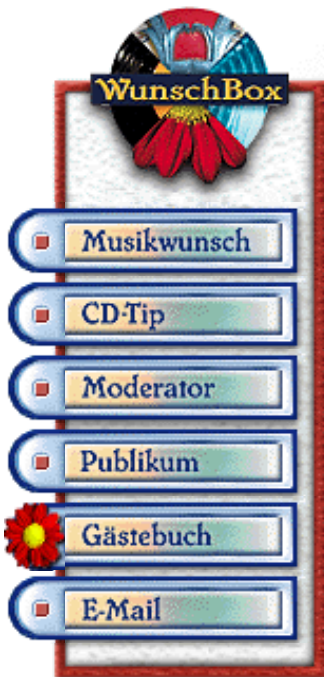 WunschBox
Musikwunsch
CD-Tip
Moderator
Publikum
Gästebuch
E-Mail